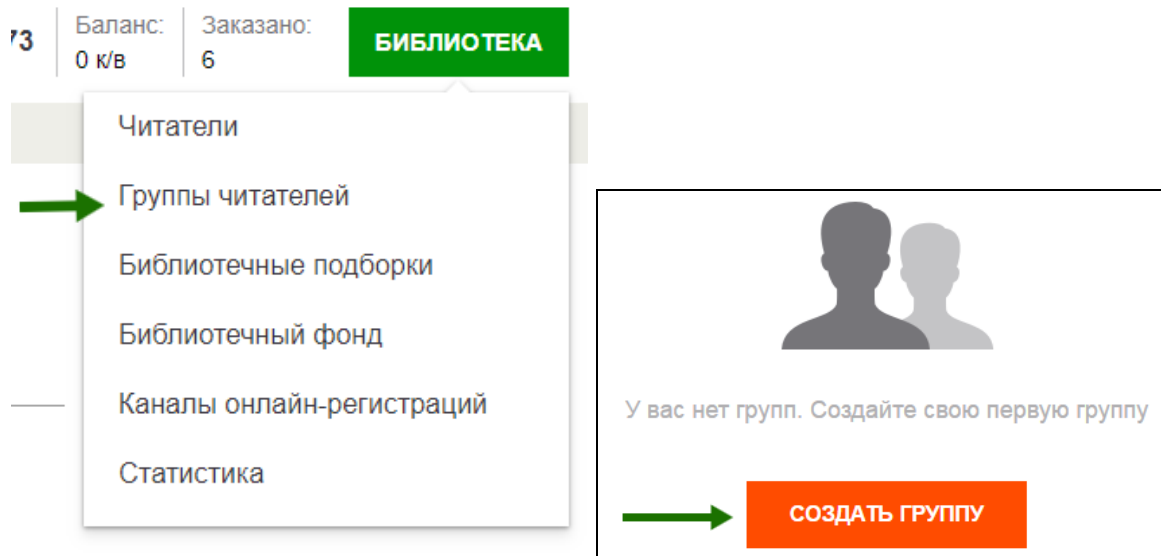 73
Баланс:
0 к/в
Заказано:
6
БИБЛИОТЕКА
Читатели
Группы читателей
Библиотечные подборки
Библиотечный фонд
Каналы онлайн-регистраций
Статистика
У вас нет групп. Создайте свою первую группу
СОЗДАТЬ ГРУППУ